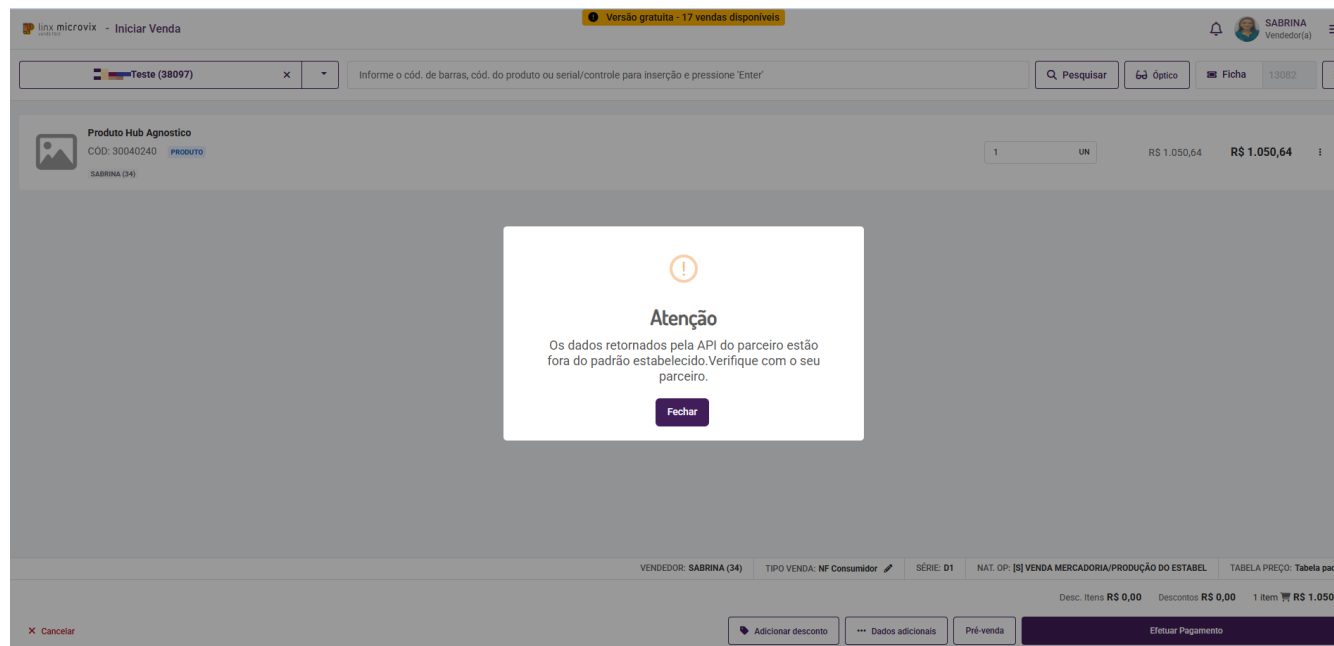 Versão gratuita - 17 vendas disponíveis
linx microvix - Iniciar Venda
SABRINA
Vendedor(a)
Teste (38097)
Informe o cód. de barras, cód. do produto ou serial/controle para inserção e pressione 'Enter'
Pesquisar
Óptico
Ficha
13082
Produto Hub Agnostico
CÓD: 30040240 PRODUTO
SABRINA (34)
1 UN R$ 1.050,64 R$ 1.050,64
Atenção
Os dados retornados pela API do parceiro estão
fora do padrão estabelecido.Verifique com o seu
parceiro.
Fechar
VENDEDOR: SABRINA (34) TIPO VENDA: NF Consumidor SÉRIE: D1 NAT. OP: [S] VENDA MERCADORIA/PRODUÇÃO DO ESTABEL TABELA PREÇO: Tabela pad
Desc. Itens R$ 0,00 Descontos R$ 0,00 1 item R$ 1.050
Cancelar
Adicionar desconto
Dados adicionais
Pré-venda
Efetuar Pagamento